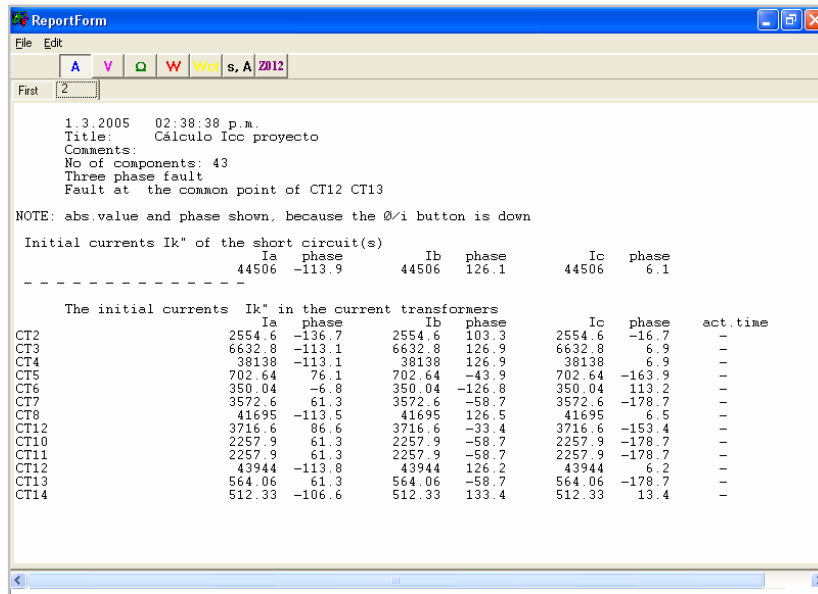 ReportForm
File Edit
A V Ω W Wcf s, A Z012
First 2
1.3.2005 02:38:38 p.m.
Title: Cálculo Icc proyecto
Comments:
No of components: 43
Three phase fault
Fault at the common point of CT12 CT13
NOTE: abs.value and phase shown, because the Ø/i button is down
Initial currents Ik" of the short circuit(s)
Ia phase Ib phase Ic phase
44506 -113.9 44506 126.1 44506 6.1
- - - - - - - - - - - - - - -
The initial currents Ik" in the current transformers
Ia phase Ib phase Ic phase act.time
CT2 2554.6 -136.7 2554.6 103.3 2554.6 -16.7 -
CT3 6632.8 -113.1 6632.8 126.9 6632.8 6.9 -
CT4 38138 -113.1 38138 126.9 38138 6.9 -
CT5 702.64 76.1 702.64 -43.9 702.64 -163.9 -
CT6 350.04 -6.8 350.04 -126.8 350.04 113.2 -
CT7 3572.6 61.3 3572.6 -58.7 3572.6 -178.7 -
CT8 41695 -113.5 41695 126.5 41695 6.5 -
CT12 3716.6 86.6 3716.6 -33.4 3716.6 -153.4 -
CT10 2257.9 61.3 2257.9 -58.7 2257.9 -178.7 -
CT11 2257.9 61.3 2257.9 -58.7 2257.9 -178.7 -
CT12 43944 -113.8 43944 126.2 43944 6.2 -
CT13 564.06 61.3 564.06 -58.7 564.06 -178.7 -
CT14 512.33 -106.6 512.33 133.4 512.33 13.4 -